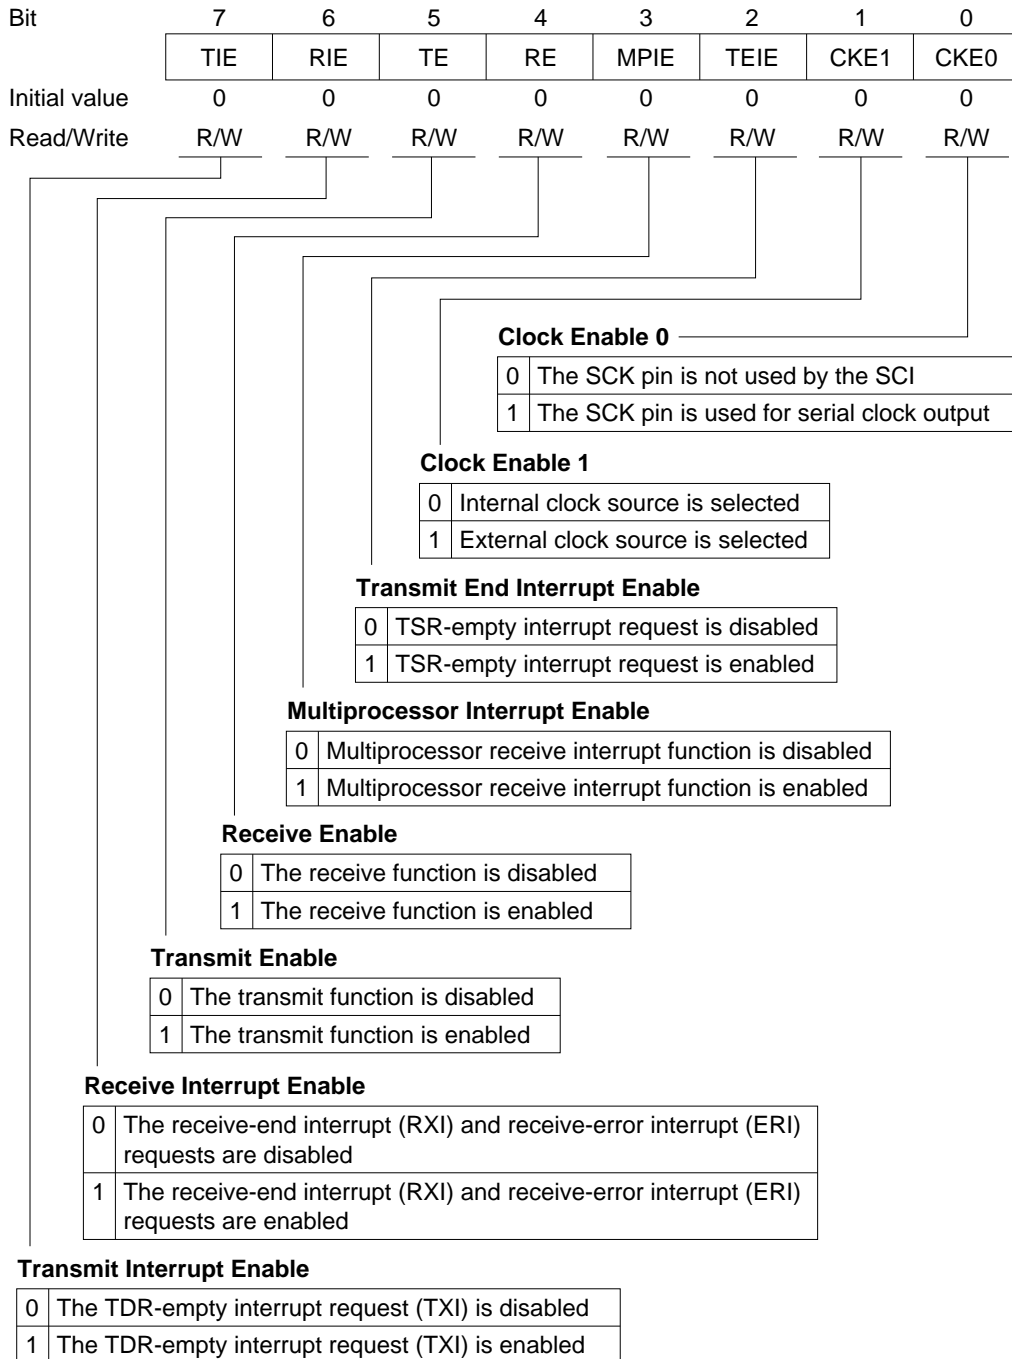 Bit 7 6 5 4 3 2 1 0
TIE RIE TE RE MPIE TEIE CKE1 CKE0
Initial value 0 0 0 0 0 0 0 0
Read/Write R/W R/W R/W R/W R/W R/W R/W R/W
Clock Enable 0
0 The SCK pin is not used by the SCI
1 The SCK pin is used for serial clock output
Clock Enable 1
0 Internal clock source is selected
1 External clock source is selected
Transmit End Interrupt Enable
0 TSR-empty interrupt request is disabled
1 TSR-empty interrupt request is enabled
Multiprocessor Interrupt Enable
0 Multiprocessor receive interrupt function is disabled
1 Multiprocessor receive interrupt function is enabled
Receive Enable
0 The receive function is disabled
1 The receive function is enabled
Transmit Enable
0 The transmit function is disabled
1 The transmit function is enabled
Receive Interrupt Enable
0 The receive-end interrupt (RXI) and receive-error interrupt (ERI)
requests are disabled
1 The receive-end interrupt (RXI) and receive-error interrupt (ERI)
requests are enabled
Transmit Interrupt Enable
0 The TDR-empty interrupt request (TXI) is disabled
1 The TDR-empty interrupt request (TXI) is enabled